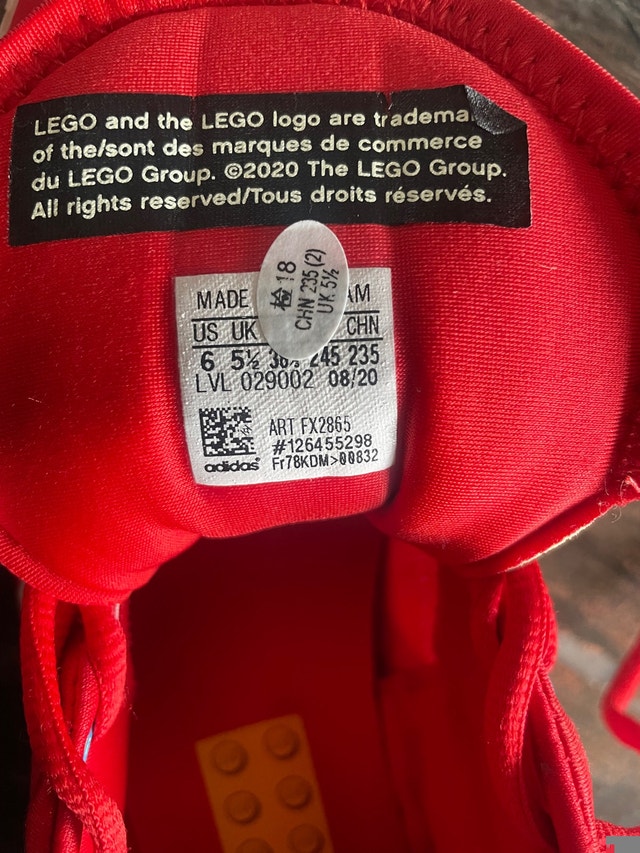 LEGO and the LEGO logo are tradema
of the/sont des marques de commerce
du LEGO Group. ©2020 The LEGO Group.
All rights reserved/Tous droits réservés.
检 18
CHN 235 (2)
UK 5½
MADE AM
US UK CHN
6 5½ 245 235
LVL 029002 08/20
ART FX2865
#126455298
Fr78KDM>00832
adidas